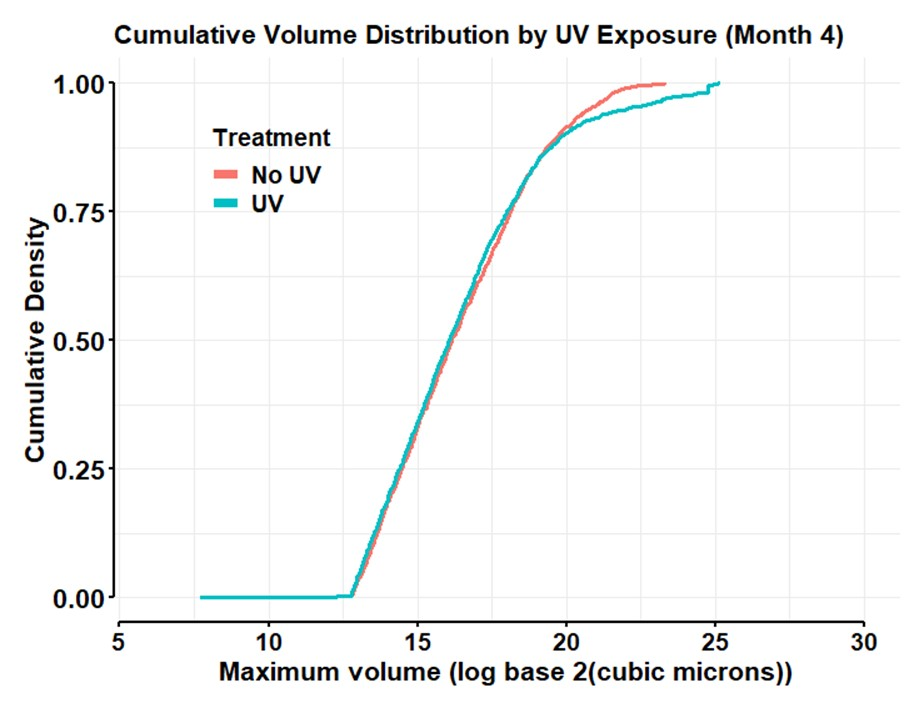 Cumulative Volume Distribution by UV Exposure (Month 4)
1.00
Treatment
No UV
UV
0.75
Cumulative Density
0.50
0.25
0.00
5 10 15 20 25 30
Maximum volume (log base 2(cubic microns))